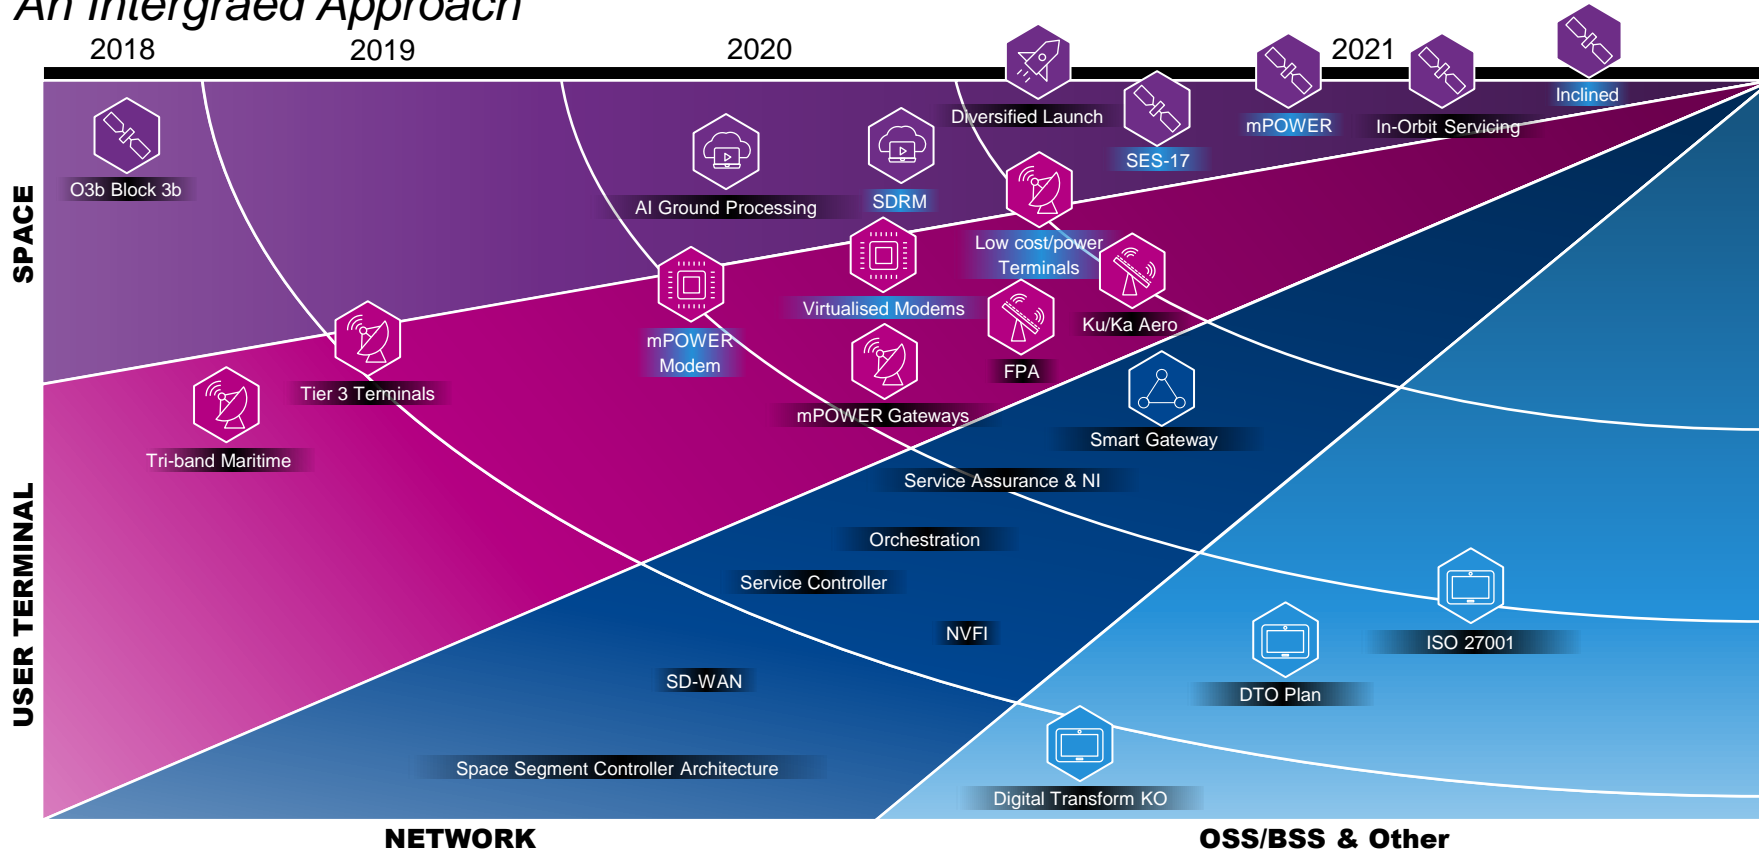 An Intergraed Approach
2018
2019
2020
2021
O3b Block 3b
AI Ground Processing
SDRM
Diversified Launch
SES-17
mPOWER
In-Orbit Servicing
Inclined
SPACE
Tri-band Maritime
Tier 3 Terminals
mPOWER
Modem
Virtualised Modems
mPOWER Gateways
Low cost/power
Terminals
FPA
Ku/Ka Aero
USER TERMINAL
Smart Gateway
Service Assurance & NI
Orchestration
Service Controller
NVFI
SD-WAN
Space Segment Controller Architecture
ISO 27001
DTO Plan
Digital Transform KO
NETWORK
OSS/BSS & Other